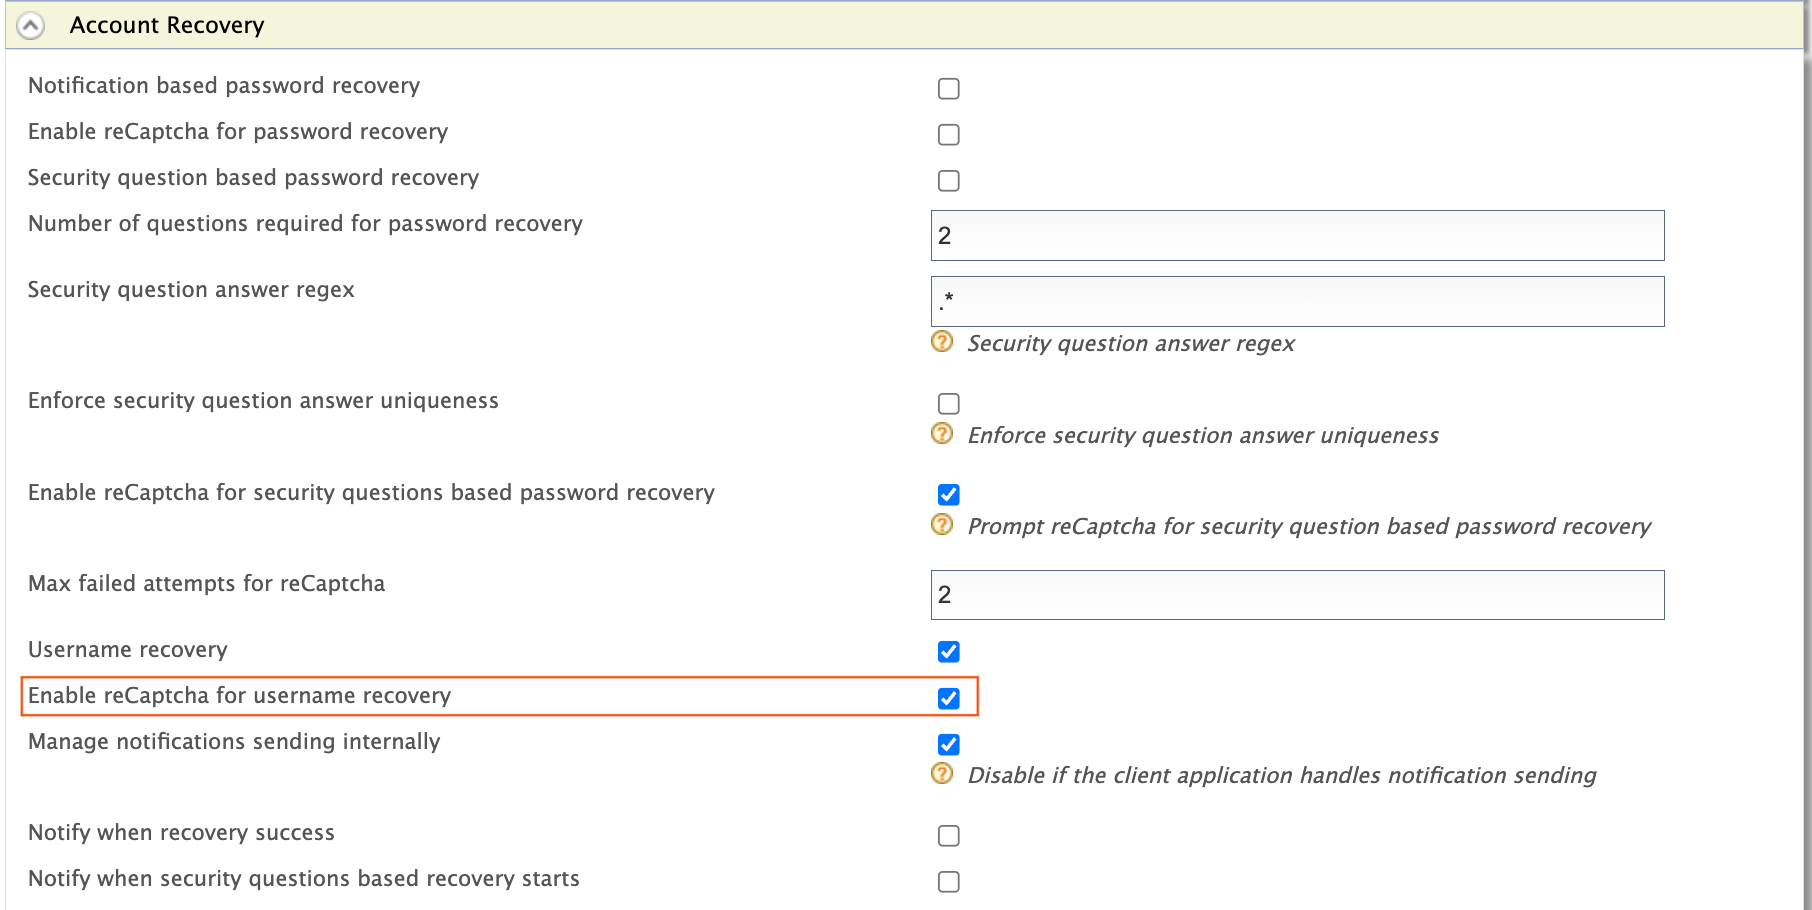 Account Recovery
Notification based password recovery
Enable reCaptcha for password recovery
Security question based password recovery
Number of questions required for password recovery
2
Security question answer regex
.*
Security question answer regex
Enforce security question answer uniqueness
Enforce security question answer uniqueness
Enable reCaptcha for security questions based password recovery
Prompt reCaptcha for security question based password recovery
Max failed attempts for reCaptcha
2
Username recovery
Enable reCaptcha for username recovery
Manage notifications sending internally
Disable if the client application handles notification sending
Notify when recovery success
Notify when security questions based recovery starts